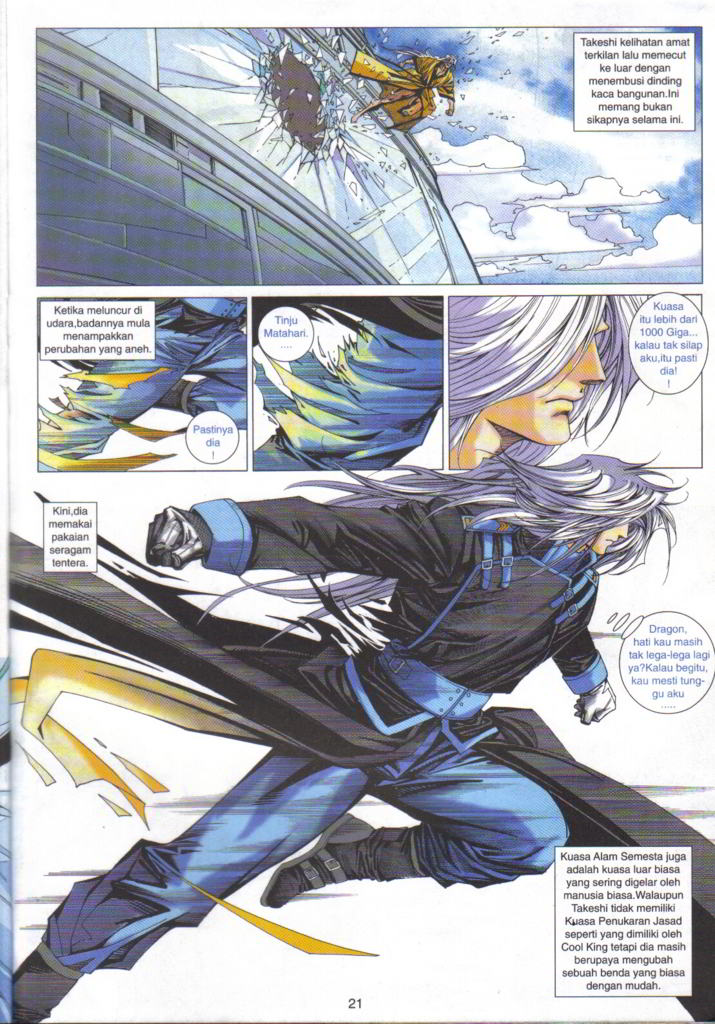 Takeshi kelihatan amat
terkilan lalu memecut
ke luar dengan
menembusi dinding
kaca bangunan.Ini
memang bukan
sikapnya selama ini.
Ketika meluncur di
udara,badannya mula
menampakkan
perubahan yang aneh.
Pastinya
dia
!
Tinju
Matahari.
....
Kuasa
itu lebih dari
1000 Giga...
kalau tak silap
aku,itu pasti
dia!
!
Kini,dia
memakai
pakaian
seragam
tentera.
Dragon,
hati kau masih
tak lega-lega lagi
ya?Kalau begitu,
kau mesti tung-
gu aku
.....
Kuasa Alam Semesta juga
adalah kuasa luar biasa
yang sering digelar oleh
manusia biasa.Walaupun
Takeshi tidak memiliki
Kuasa Penukaran Jasad
seperti yang dimiliki oleh
Cool King tetapi dia masih
berupaya mengubah
sebuah benda yang biasa
dengan mudah.
21